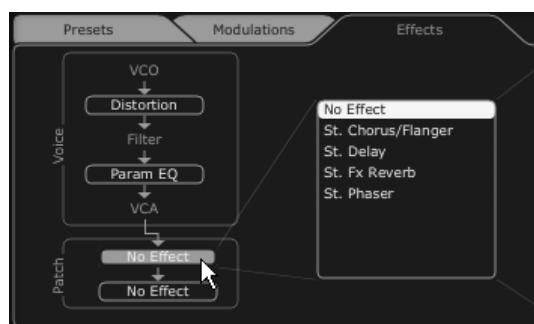 Presets Modulations Effects
VCO
Distortion
Filter
Param EQ
VCA
Voice
No Effect
No Effect
Patch
No Effect
St. Chorus/Flanger
St. Delay
St. Fx Reverb
St. Phaser